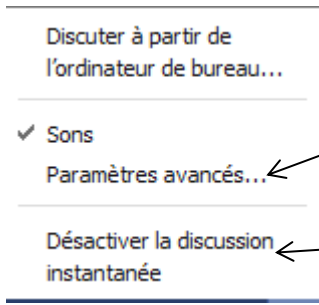 Discuter à partir de
l'ordinateur de bureau...
Sons
Paramètres avancés...
Désactiver la discussion
instantanée